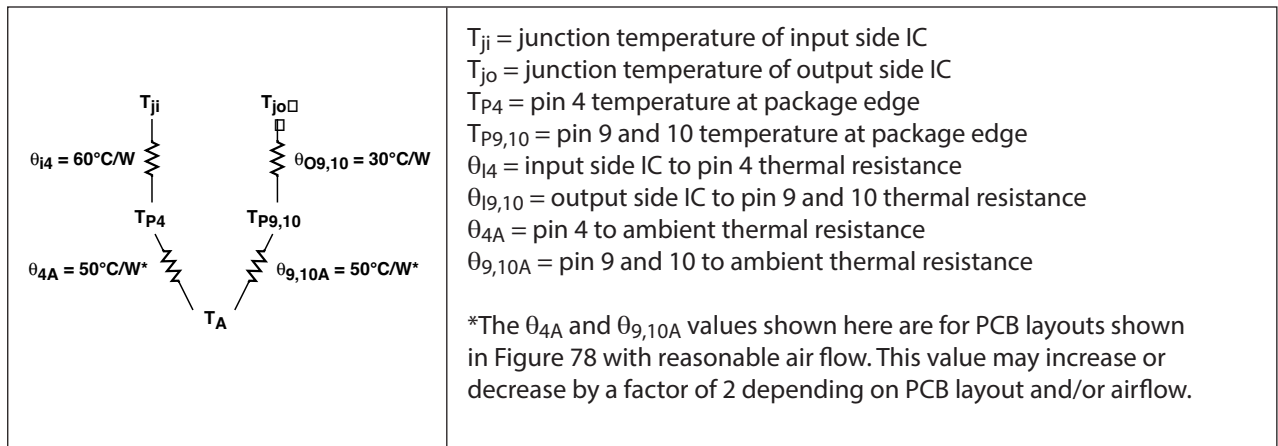 Tji
Tjo□
□
θi4 = 60°C/W
θO9,10 = 30°C/W
TP4
TP9,10
θ4A = 50°C/W*
θ9,10A = 50°C/W*
TA
Tji = junction temperature of input side IC
Tjo = junction temperature of output side IC
TP4 = pin 4 temperature at package edge
TP9,10 = pin 9 and 10 temperature at package edge
θI4 = input side IC to pin 4 thermal resistance
θI9,10 = output side IC to pin 9 and 10 thermal resistance
θ4A = pin 4 to ambient thermal resistance
θ9,10A = pin 9 and 10 to ambient thermal resistance
*The θ4A and θ9,10A values shown here are for PCB layouts shown
in Figure 78 with reasonable air flow. This value may increase or
decrease by a factor of 2 depending on PCB layout and/or airflow.